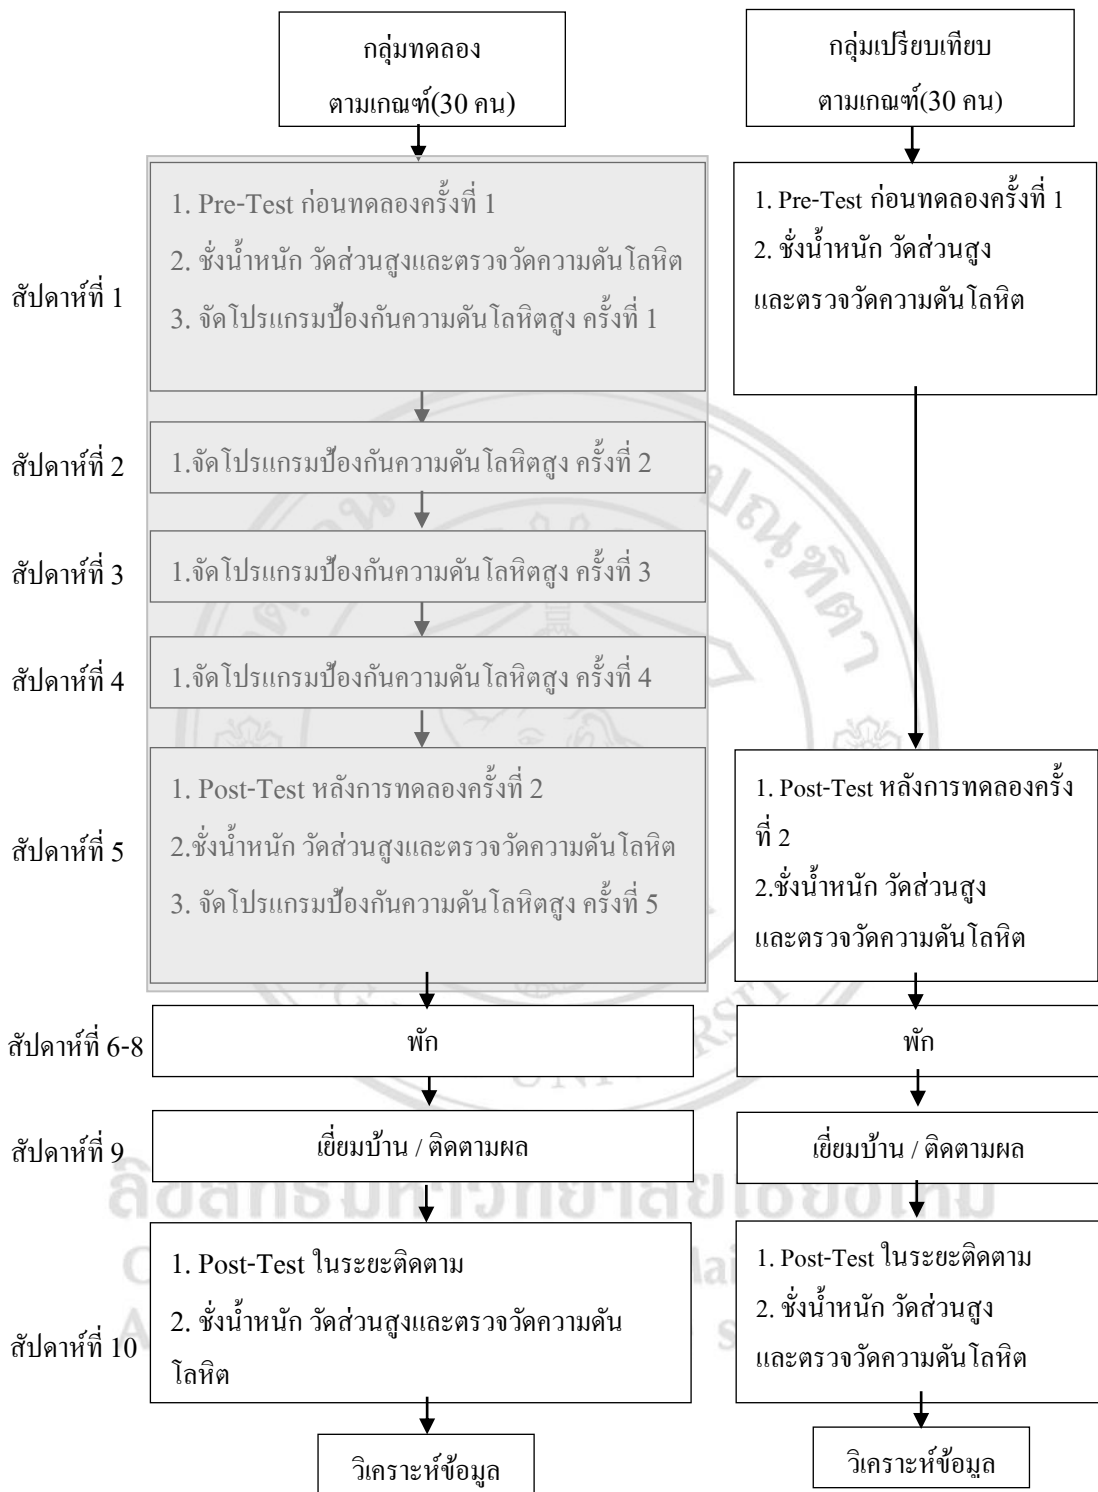 กลุ่มทดลอง
ตามเกณฑ์(30 คน)
กลุ่มเปรียบเทียบ
ตามเกณฑ์(30 คน)
สัปดาห์ที่ 1
1. Pre-Test ก่อนทดลองครั้งที่ 1
2. ชั่งน้ำหนัก วัดส่วนสูงและตรวจวัดความดันโลหิต
3. จัดโปรแกรมป้องกันความดันโลหิตสูง ครั้งที่ 1
1. Pre-Test ก่อนทดลองครั้งที่ 1
2. ชั่งน้ำหนัก วัดส่วนสูง
และตรวจวัดความดันโลหิต
สัปดาห์ที่ 2
1.จัดโปรแกรมป้องกันความดันโลหิตสูง ครั้งที่ 2
สัปดาห์ที่ 3
1.จัดโปรแกรมป้องกันความดันโลหิตสูง ครั้งที่ 3
สัปดาห์ที่ 4
1.จัดโปรแกรมป้องกันความดันโลหิตสูง ครั้งที่ 4
สัปดาห์ที่ 5
1. Post-Test หลังการทดลองครั้งที่ 2
2.ชั่งน้ำหนัก วัดส่วนสูงและตรวจวัดความดันโลหิต
3. จัดโปรแกรมป้องกันความดันโลหิตสูง ครั้งที่ 5
1. Post-Test หลังการทดลองครั้ง
ที่ 2
2.ชั่งน้ำหนัก วัดส่วนสูง
และตรวจวัดความดันโลหิต
สัปดาห์ที่ 6-8
พัก
พัก
สัปดาห์ที่ 9
เยี่ยมบ้าน / ติดตามผล
เยี่ยมบ้าน / ติดตามผล
ลิขสิทธิ์มหาวิทยาลัยเชียงใหม่
สัปดาห์ที่ 10
1. Post-Test ในระยะติดตาม
2. ชั่งน้ำหนัก วัดส่วนสูงและตรวจวัดความดัน
โลหิต
1. Post-Test ในระยะติดตาม
2. ชั่งน้ำหนัก วัดส่วนสูง
และตรวจวัดความดันโลหิต
วิเคราะห์ข้อมูล
วิเคราะห์ข้อมูล